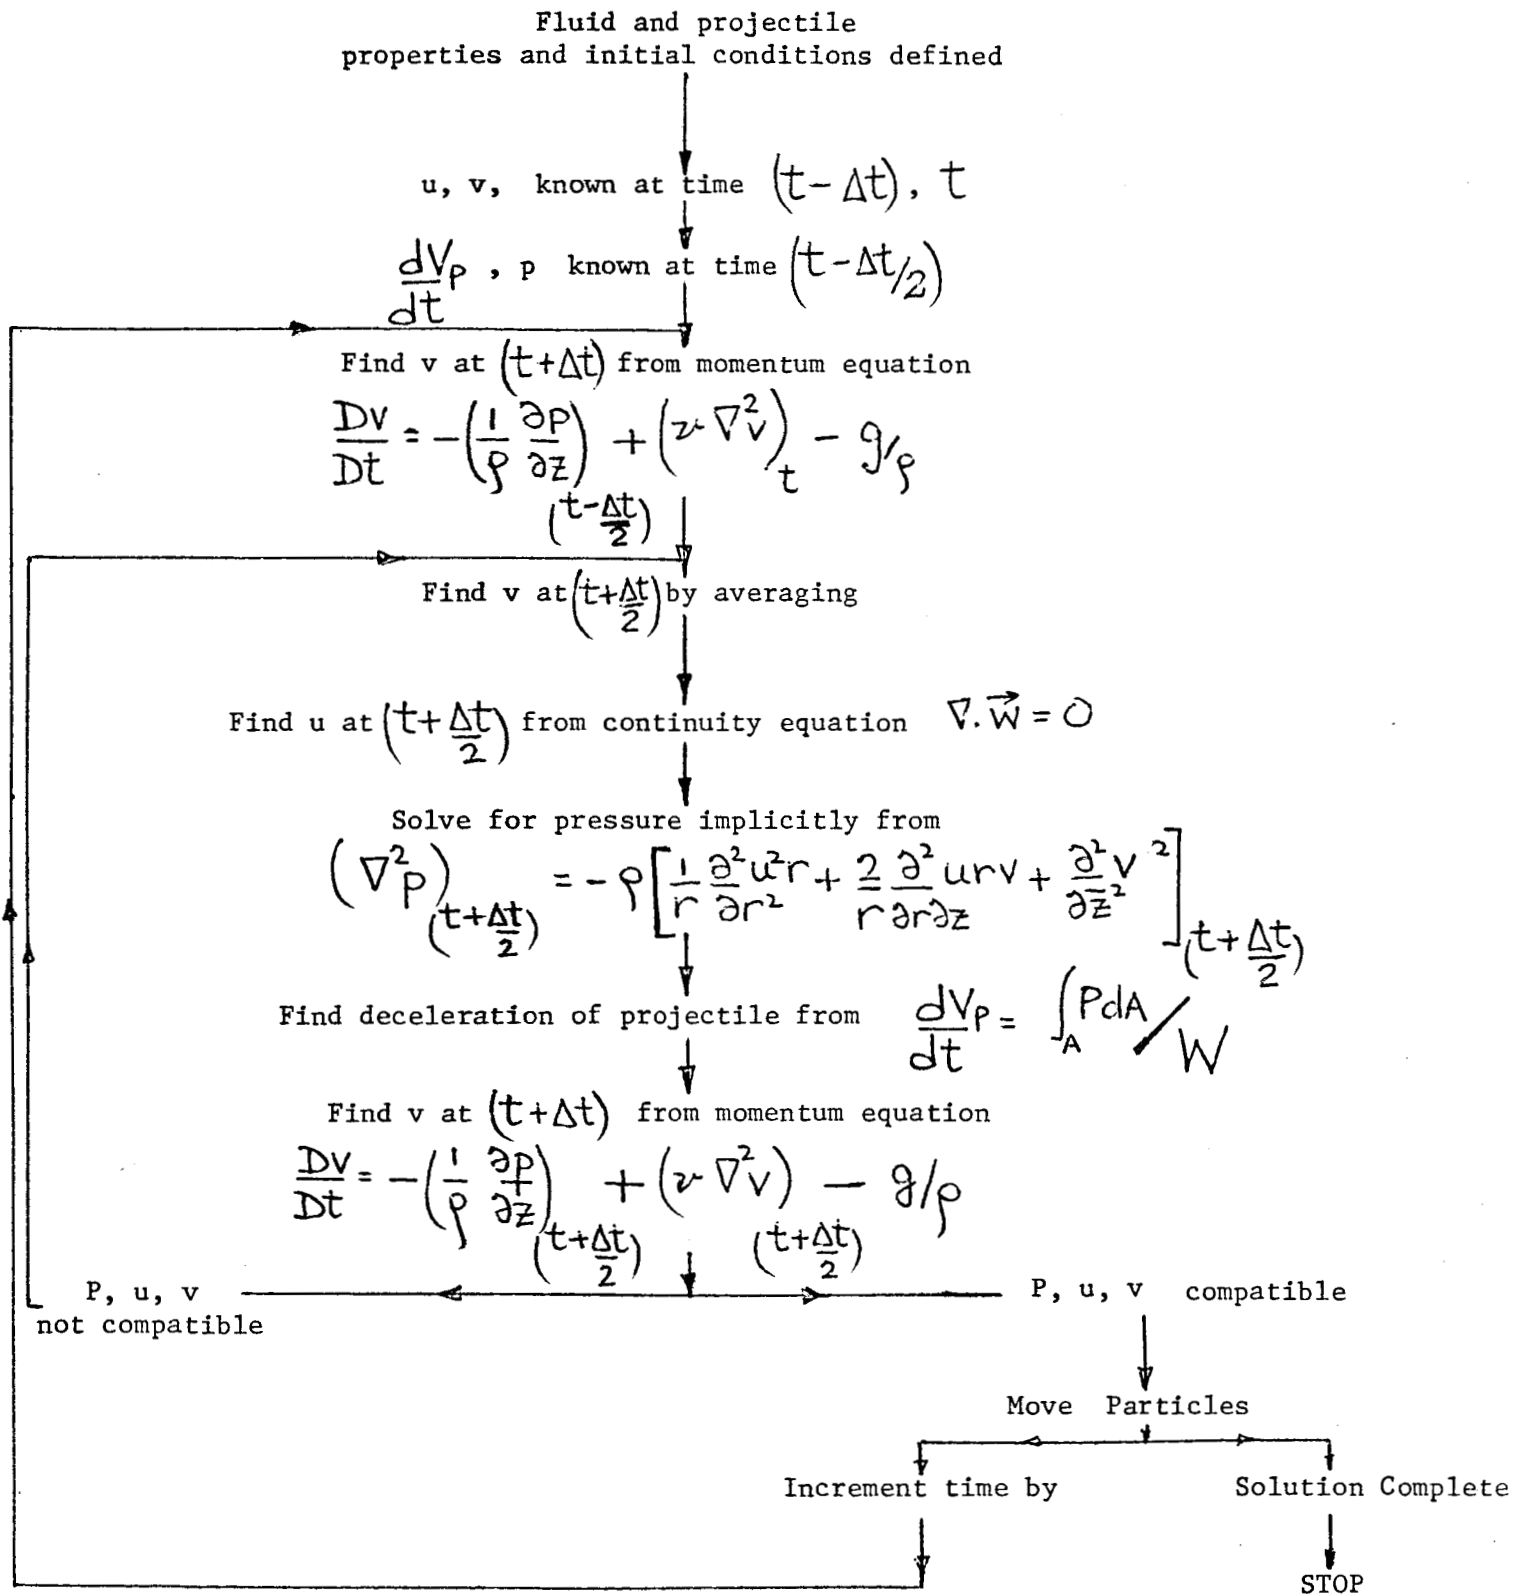 Fluid and projectile
properties and initial conditions defined
u, v, known at time (t-Δt), t
dVp/dt , p known at time (t-Δt/2)
Find v at (t+Δt) from momentum equation
Dv/Dt = -(1/ρ ∂p/∂z)(t-Δt/2) + (ν ∇²v)t - g/ρ
Find v at (t+Δt/2) by averaging
Find u at (t+Δt/2) from continuity equation ∇.W⃗ = 0
Solve for pressure implicitly from
(∇²p)(t+Δt/2) = -ρ[1/r ∂²u²r/∂r² + 2/r ∂²urv/∂r∂z + ∂²v²/∂z²](t+Δt/2)
Find deceleration of projectile from dVp/dt = ∫A PdA/W
Find v at (t+Δt) from momentum equation
Dv/Dt = -(1/ρ ∂p/∂z)(t+Δt/2) + (ν ∇²v)(t+Δt/2) - g/ρ
P, u, v
not compatible
P, u, v compatible
Move Particles
Increment time by
Solution Complete
STOP